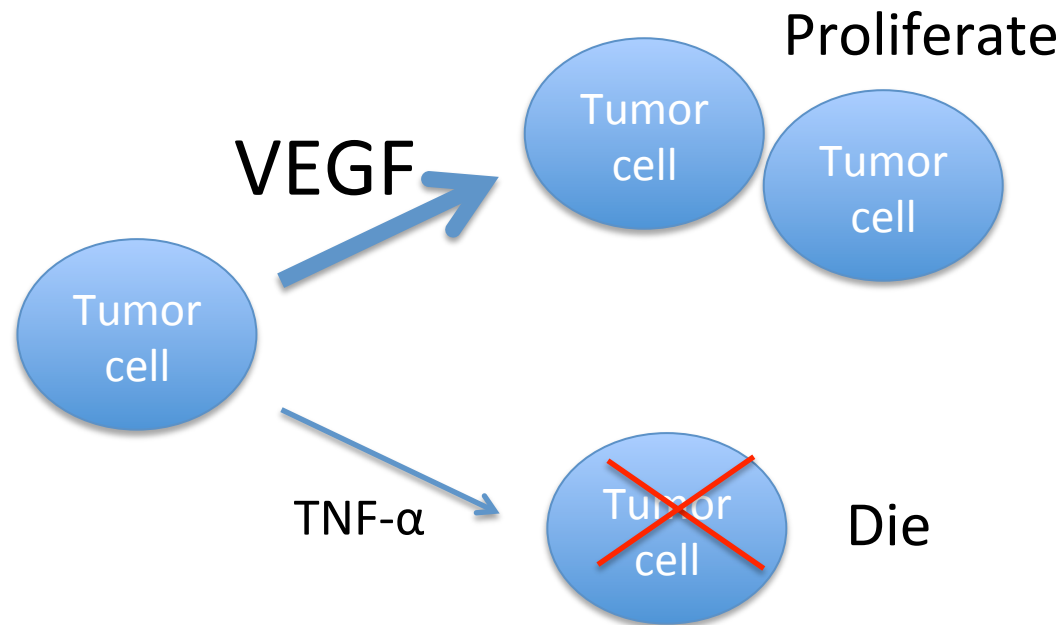 Proliferate
Tumor
cell
Tumor
cell
VEGF
Tumor
cell
TNF-α
Tumor
cell
Die